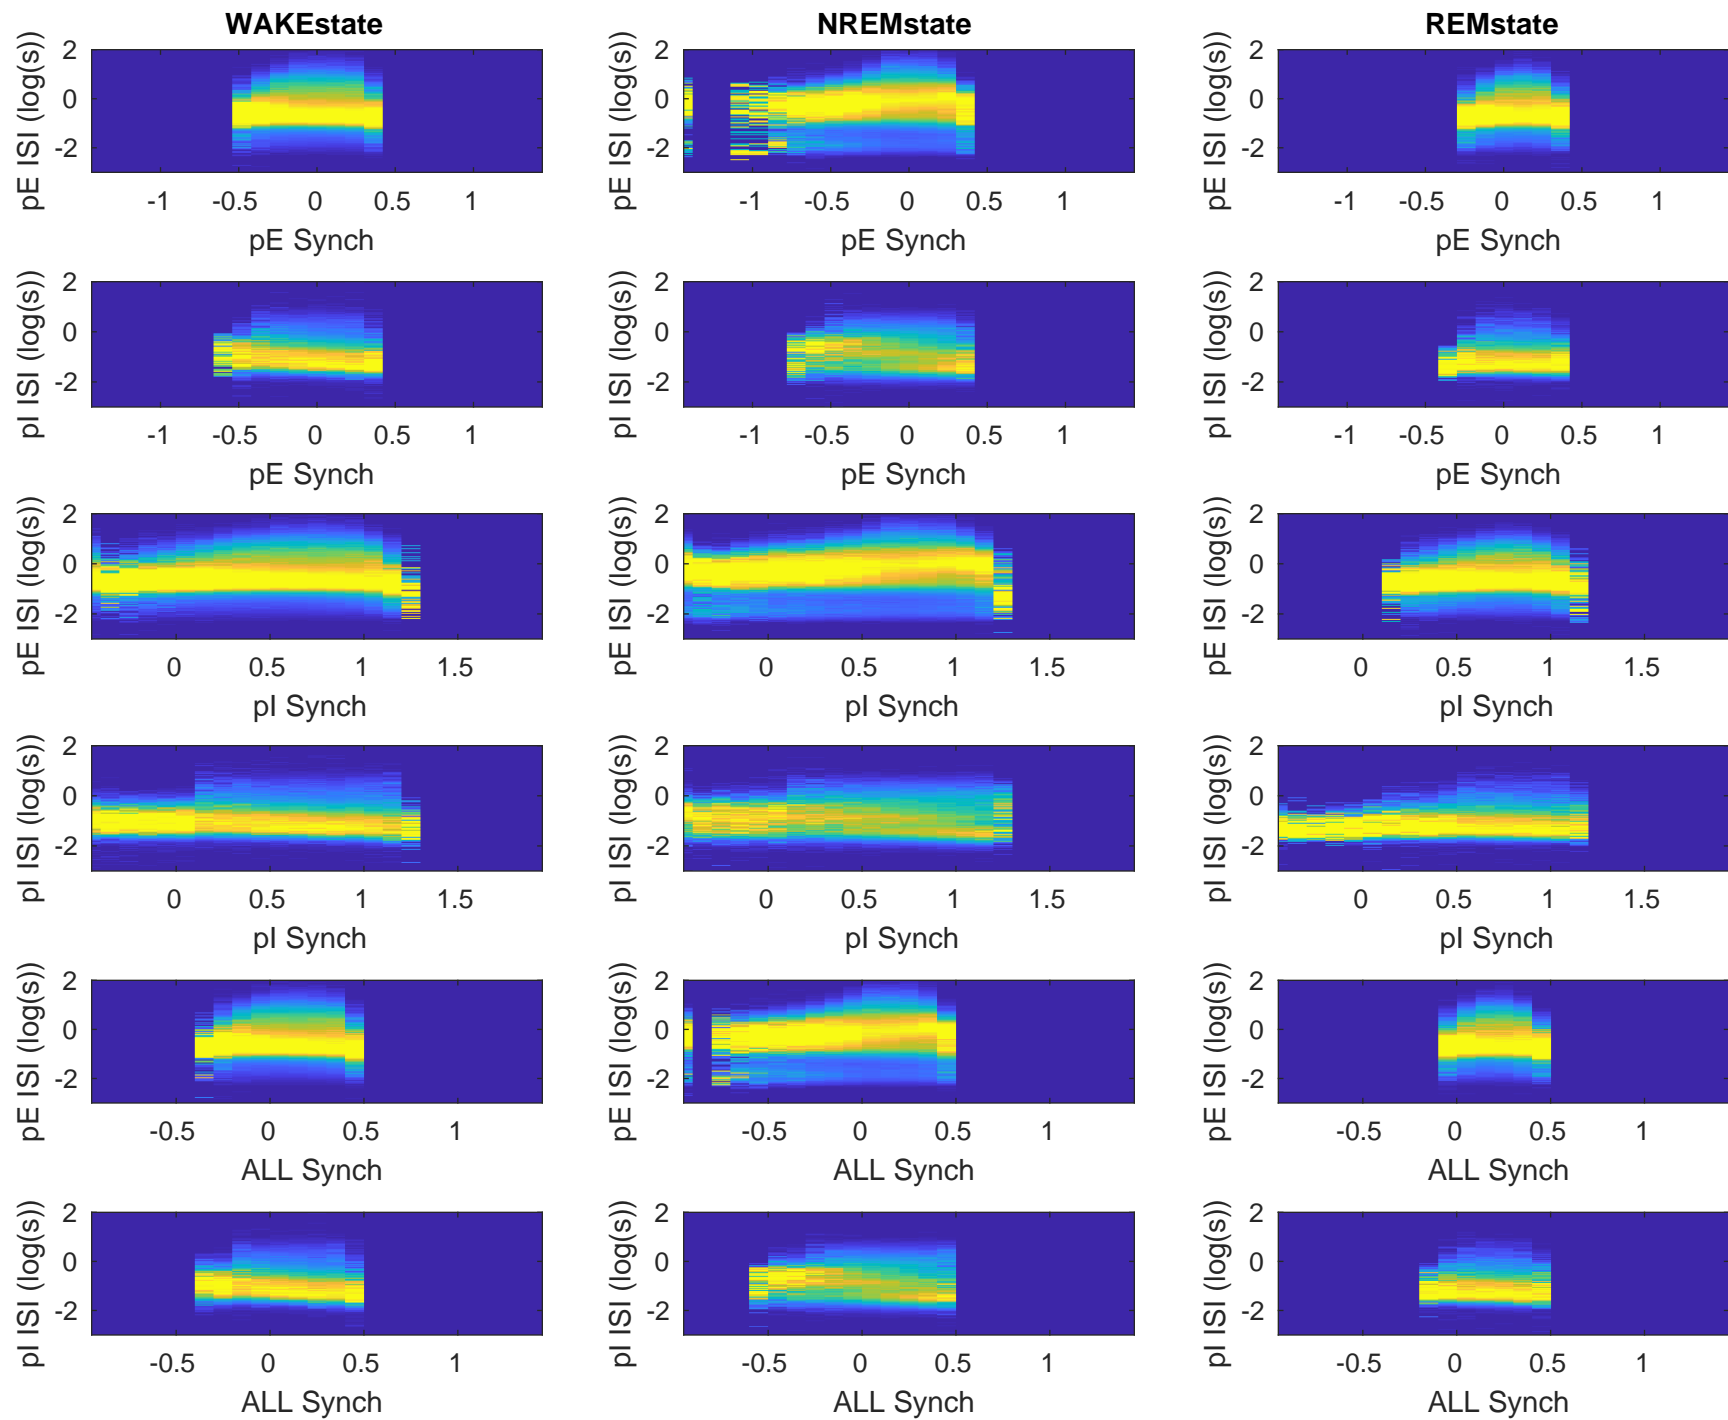 WAKEstate NREMstate REMstate
2 2 2
0 0 0
-2 -2 -2
pE ISI (log(s)) pE ISI (log(s)) pE ISI (log(s))
-1 -0.5 0 0.5 1 -1 -0.5 0 0.5 1 -1 -0.5 0 0.5 1
pE Synch pE Synch pE Synch
2 2 2
0 0 0
-2 -2 -2
pI ISI (log(s)) pI ISI (log(s)) pI ISI (log(s))
-1 -0.5 0 0.5 1 -1 -0.5 0 0.5 1 -1 -0.5 0 0.5 1
pE Synch pE Synch pE Synch
2 2 2
0 0 0
-2 -2 -2
pE ISI (log(s)) pE ISI (log(s)) pE ISI (log(s))
0 0.5 1 1.5 0 0.5 1 1.5 0 0.5 1 1.5
pI Synch pI Synch pI Synch
2 2 2
0 0 0
-2 -2 -2
pI ISI (log(s)) pI ISI (log(s)) pI ISI (log(s))
0 0.5 1 1.5 0 0.5 1 1.5 0 0.5 1 1.5
pI Synch pI Synch pI Synch
2 2 2
0 0 0
-2 -2 -2
pE ISI (log(s)) pE ISI (log(s)) pE ISI (log(s))
-0.5 0 0.5 1 -0.5 0 0.5 1 -0.5 0 0.5 1
ALL Synch ALL Synch ALL Synch
2 2 2
0 0 0
-2 -2 -2
pI ISI (log(s)) pI ISI (log(s)) pI ISI (log(s))
-0.5 0 0.5 1 -0.5 0 0.5 1 -0.5 0 0.5 1
ALL Synch ALL Synch ALL Synch